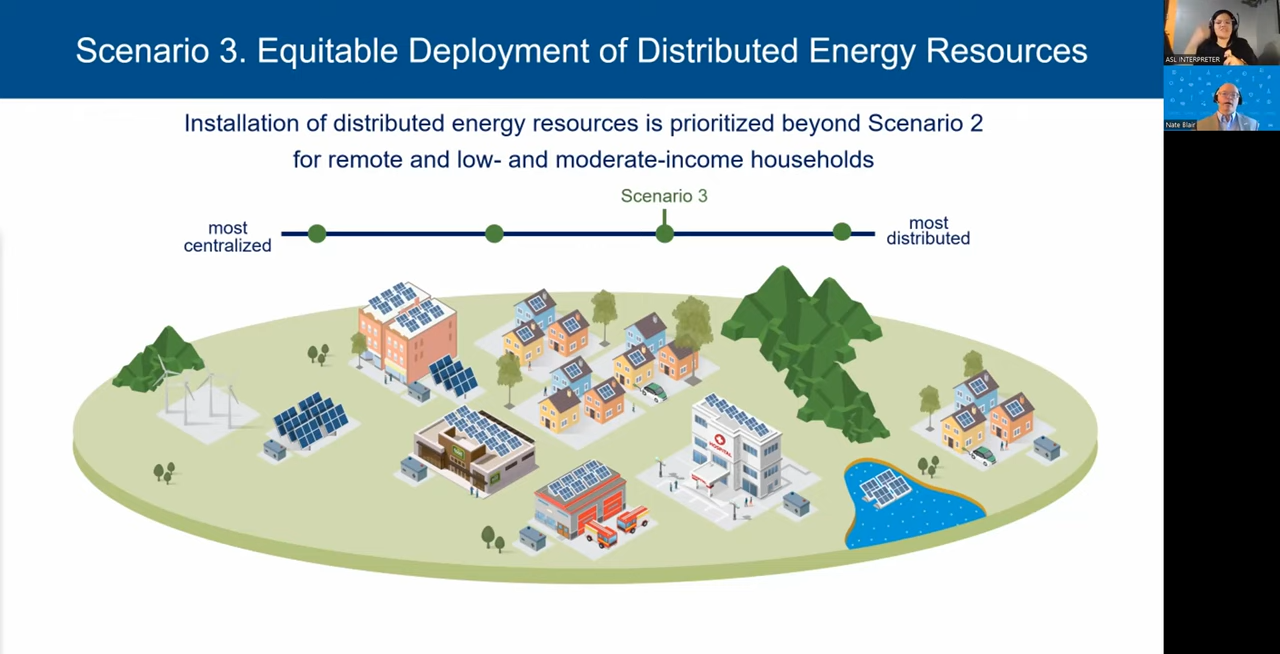 Scenario 3. Equitable Deployment of Distributed Energy Resources
Installation of distributed energy resources is prioritized beyond Scenario 2
for remote and low- and moderate-income households
Scenario 3
most
centralized
most
distributed
HOSPITAL
ASL INTERPRETER
Nate Blair